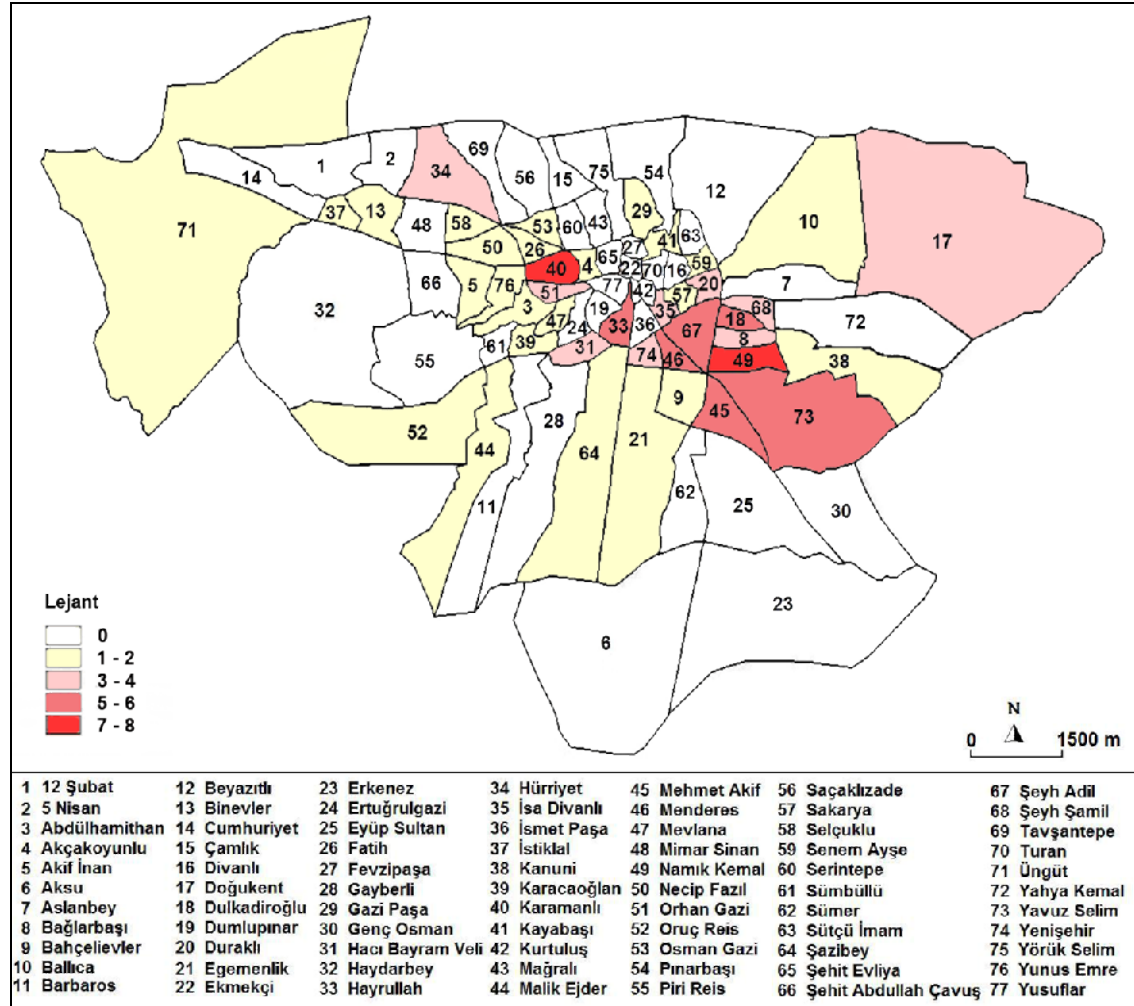 69
2
1
34
56
15
75
54
12
14
10
17
71
37
13
48
58
53
60
43
29
41
63
50
26
27
65
59
66
5
76
40
4
22
70
16
20
7
32
51
77
42
57
3
19
35
68
18
72
47
24
33
36
67
8
55
61
39
31
74
46
49
38
9
45
73
52
44
28
64
21
62
25
30
11
23
6
Lejant
0
1 - 2
3 - 4
5 - 6
7 - 8
N
0 1500 m
1 12 Şubat
2 5 Nisan
3 Abdülhamithan
4 Akçakoyunlu
5 Akif İnan
6 Aksu
7 Aslanbey
8 Bağlarbaşı
9 Bahçelievler
10 Ballıca
11 Barbaros
12 Beyazıtlı
13 Binevler
14 Cumhuriyet
15 Çamlık
16 Divanlı
17 Doğukent
18 Dulkadiroğlu
19 Dumlupınar
20 Duraklı
21 Egemenlik
22 Ekmekçi
23 Erkenez
24 Ertuğrulgazi
25 Eyüp Sultan
26 Fatih
27 Fevzipaşa
28 Gayberli
29 Gazi Paşa
30 Genç Osman
31 Hacı Bayram Veli
32 Haydarbey
33 Hayrullah
34 Hürriyet
35 İsa Divanlı
36 İsmet Paşa
37 İstiklal
38 Kanuni
39 Karacaoğlan
40 Karamanlı
41 Kayabaşı
42 Kurtuluş
43 Mağralı
44 Malik Ejder
45 Mehmet Akif
46 Menderes
47 Mevlana
48 Mimar Sinan
49 Namık Kemal
50 Necip Fazıl
51 Orhan Gazi
52 Oruç Reis
53 Osman Gazi
54 Pınarbaşı
55 Piri Reis
56 Saçaklızade
57 Sakarya
58 Selçuklu
59 Senem Ayşe
60 Serintepe
61 Sümbüllü
62 Sümer
63 Sütçü İmam
64 Şazibey
65 Şehit Evliya
66 Şehit Abdullah Çavuş
67 Şeyh Adil
68 Şeyh Şamil
69 Tavşantepe
70 Turan
71 Üngüt
72 Yahya Kemal
73 Yavuz Selim
74 Yenişehir
75 Yörük Selim
76 Yunus Emre
77 Yusuflar